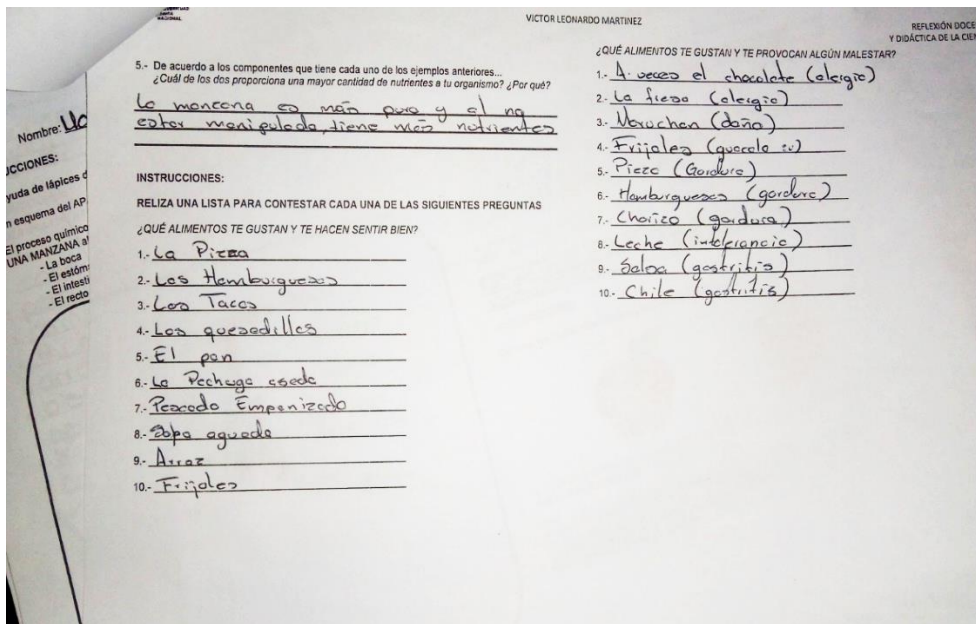 VICTOR LEONARDO MARTINEZ
REFLEXIÓN DOCE
Y DIDÁCTICA DE LA CIEN
Nombre:
UCCIONES:
yuda de lápices d
n esquema del AP
El proceso químico
UNA MANZANA a
- La boca
- El estóm
- El intesti
- El recto
5.- De acuerdo a los componentes que tiene cada uno de los ejemplos anteriores...
¿Cuál de los dos proporciona una mayor cantidad de nutrientes a tu organismo? ¿Por qué?
La manzana es más pura y al no
estar manipulada, tiene más nutrientes
INSTRUCCIONES:
RELIZA UNA LISTA PARA CONTESTAR CADA UNA DE LAS SIGUIENTES PREGUNTAS
¿QUÉ ALIMENTOS TE GUSTAN Y TE HACEN SENTIR BIEN?
1.- La Pizza
2.- Las Hamburguesas
3.- Los Tacos
4.- Las quesadillas
5.- El pan
6.- La Pechuga asada
7.- Pescado Empanizado
8.- Sopa aguada
9.- Arroz
10.- Frijoles
¿QUÉ ALIMENTOS TE GUSTAN Y TE PROVOCAN ALGÚN MALESTAR?
1.- A veces el chocolate (alergia)
2.- La fresa (alergia)
3.- Maruchan (daña)
4.- Frijoles
5.- Pizza (Gordura)
6.- Hamburguesas (gordura)
7.- Chorizo (gordura)
8.- Leche (intolerancia)
9.- Salsa (gastritis)
10.- Chile (gastritis)